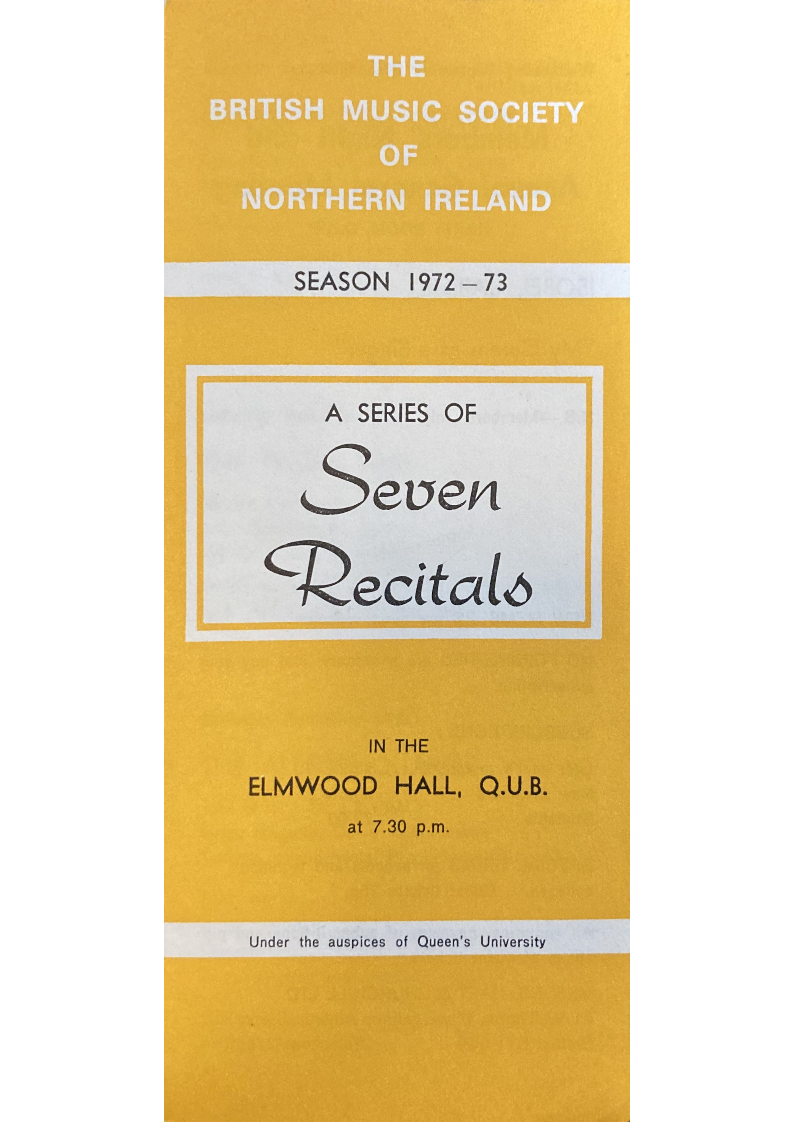 THE
BRITISH MUSIC SOCIETY
OF
NORTHERN IRELAND
SEASON 1972 – 73
A SERIES OF
Seven
Recitals
IN THE
ELMWOOD HALL, Q.U.B.
at 7.30 p.m.
Under the auspices of Queen's University